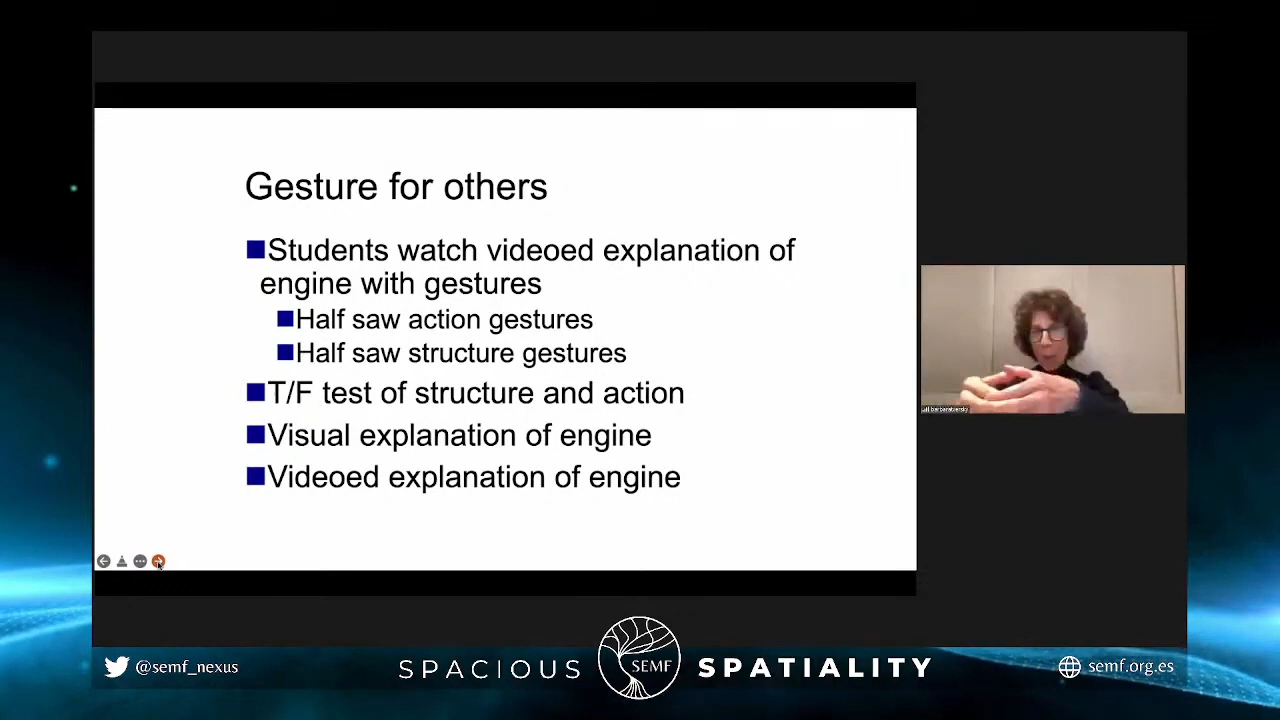 Gesture for others
Students watch videoed explanation of
engine with gestures
Half saw action gestures
Half saw structure gestures
T/F test of structure and action
Visual explanation of engine
Videoed explanation of engine
barbaratversky
@semf_nexus
SPACIOUS
SEMF
SPATIALITY
semf.org.es